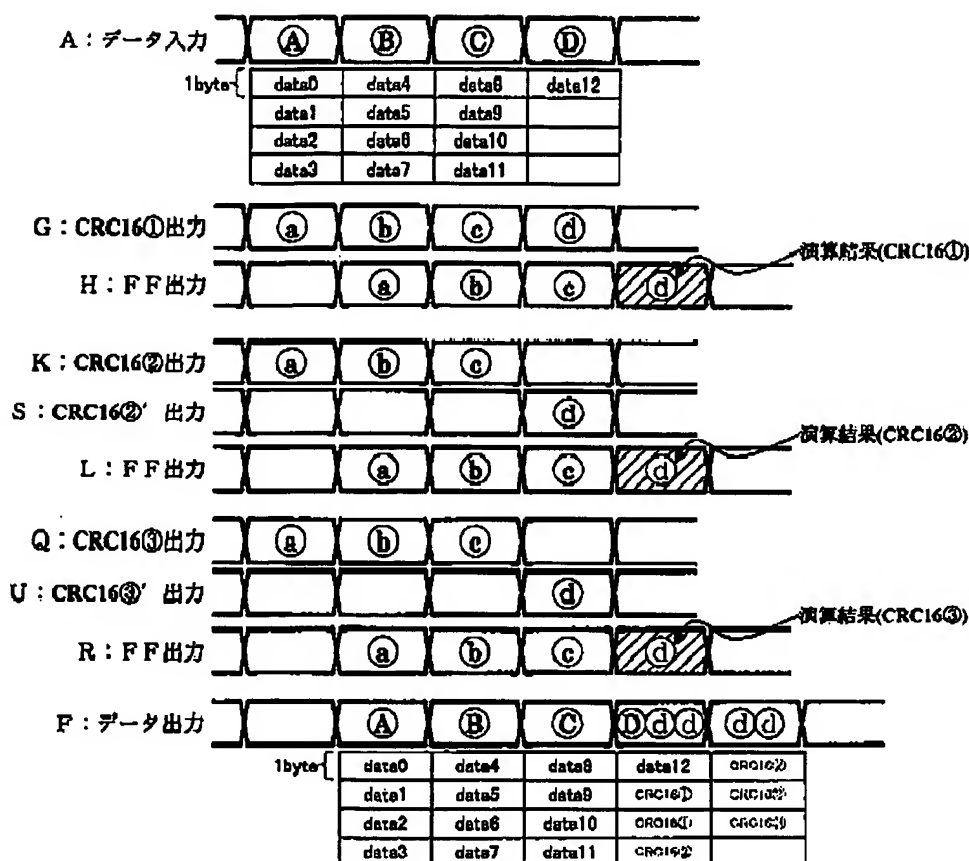 A：データ入力 Ⓐ Ⓑ Ⓒ Ⓓ
1byte data0 data4 data8 data12
data1 data5 data9
data2 data6 data10
data3 data7 data11
G：CRC16①出力 ⓐ ⓑ ⓒ ⓓ
演算結果(CRC16①)
H：FF出力 ⓐ ⓑ ⓒ ⓓ
K：CRC16②出力 ⓐ ⓑ ⓒ
S：CRC16②′ 出力 ⓓ
演算結果(CRC16②)
L：FF出力 ⓐ ⓑ ⓒ ⓓ
Q：CRC16③出力 ⓐ ⓑ ⓒ
U：CRC16③′ 出力 ⓓ
演算結果(CRC16③)
R：FF出力 ⓐ ⓑ ⓒ ⓓ
F：データ出力 Ⓐ Ⓑ Ⓒ Ⓓⓓⓓ ⓓⓓ
1byte data0 data4 data8 data12
data1 data5 data9 CRC16①
data2 data6 data10 CRC16①
data3 data7 data11 CRC16②